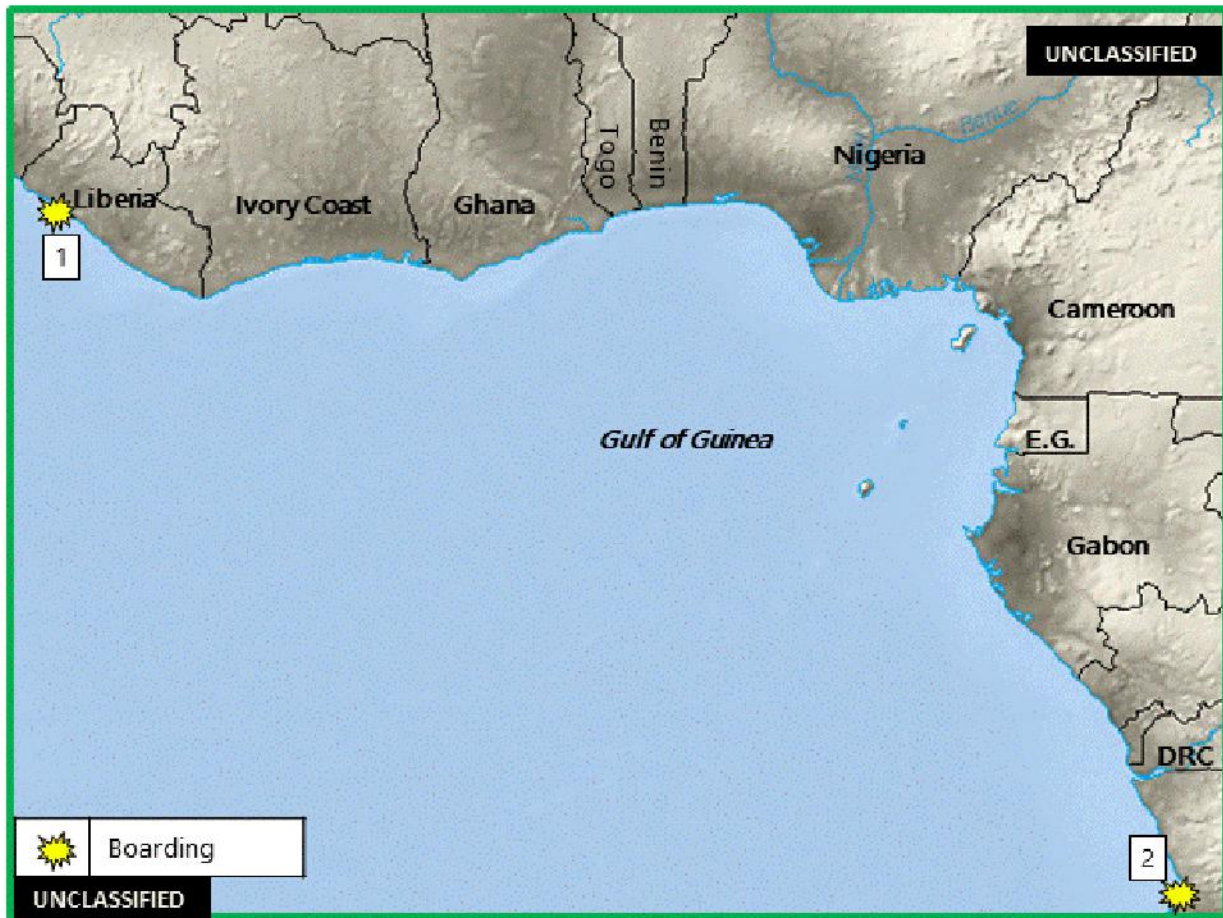 UNCLASSIFIED
Benue
Togo
Benin
Nigeria
Liberia
Ivory Coast
Ghana
1
Cameroon
Gulf of Guinea
E.G.
Gabon
DRC
Boarding
2
UNCLASSIFIED